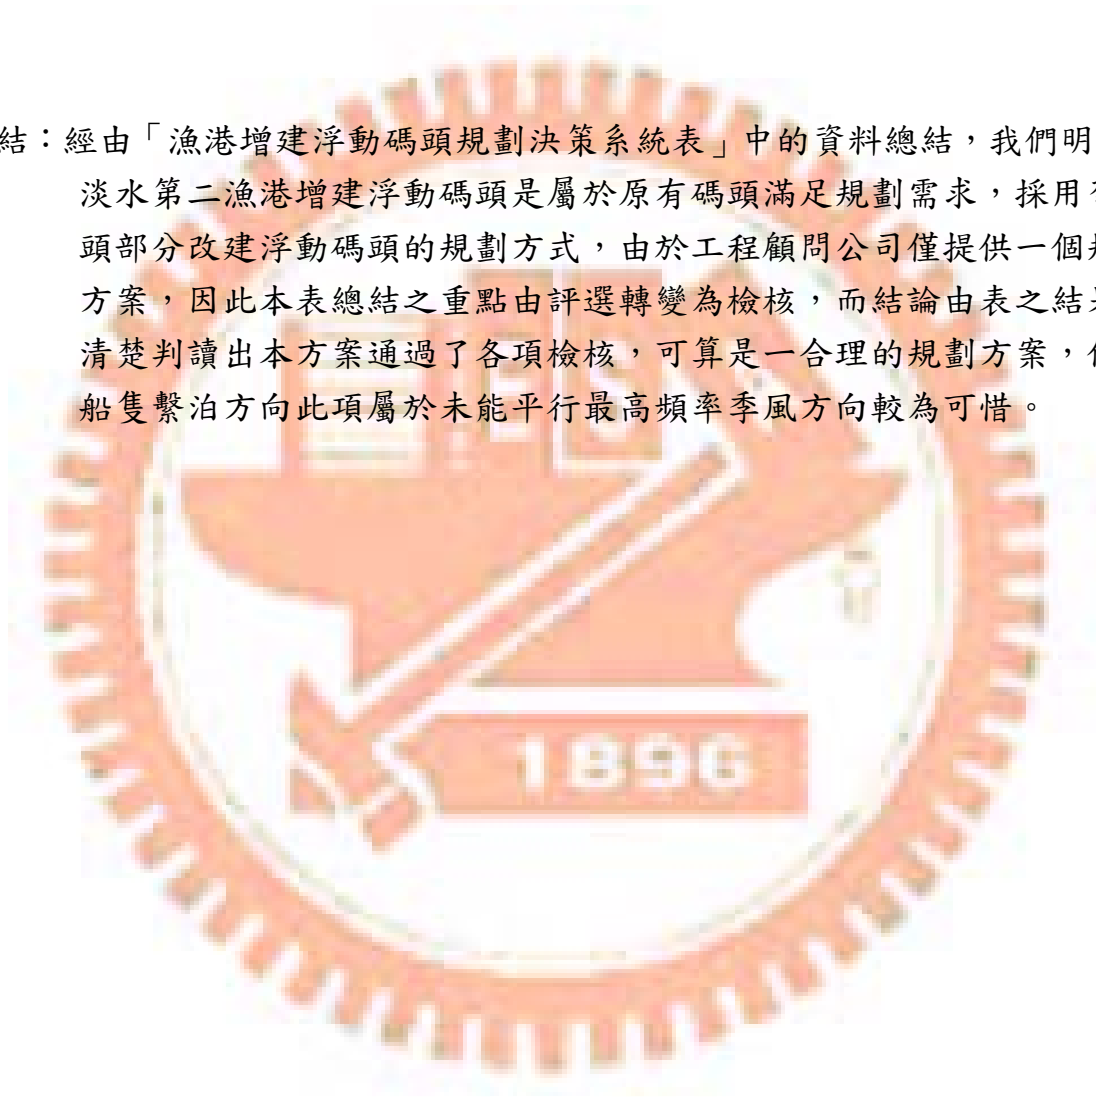 結：經由「漁港增建浮動碼頭規劃決策系統表」中的資料總結，我們明
淡水第二漁港增建浮動碼頭是屬於原有碼頭滿足規劃需求，採用
頭部分改建浮動碼頭的規劃方式，由於工程顧問公司僅提供一個
方案，因此本表總結之重點由評選轉變為檢核，而結論由表之結
清楚判讀出本方案通過了各項檢核，可算是一合理的規劃方案，
船隻繫泊方向此項屬於未能平行最高頻率季風方向較為可惜。
ES
1896